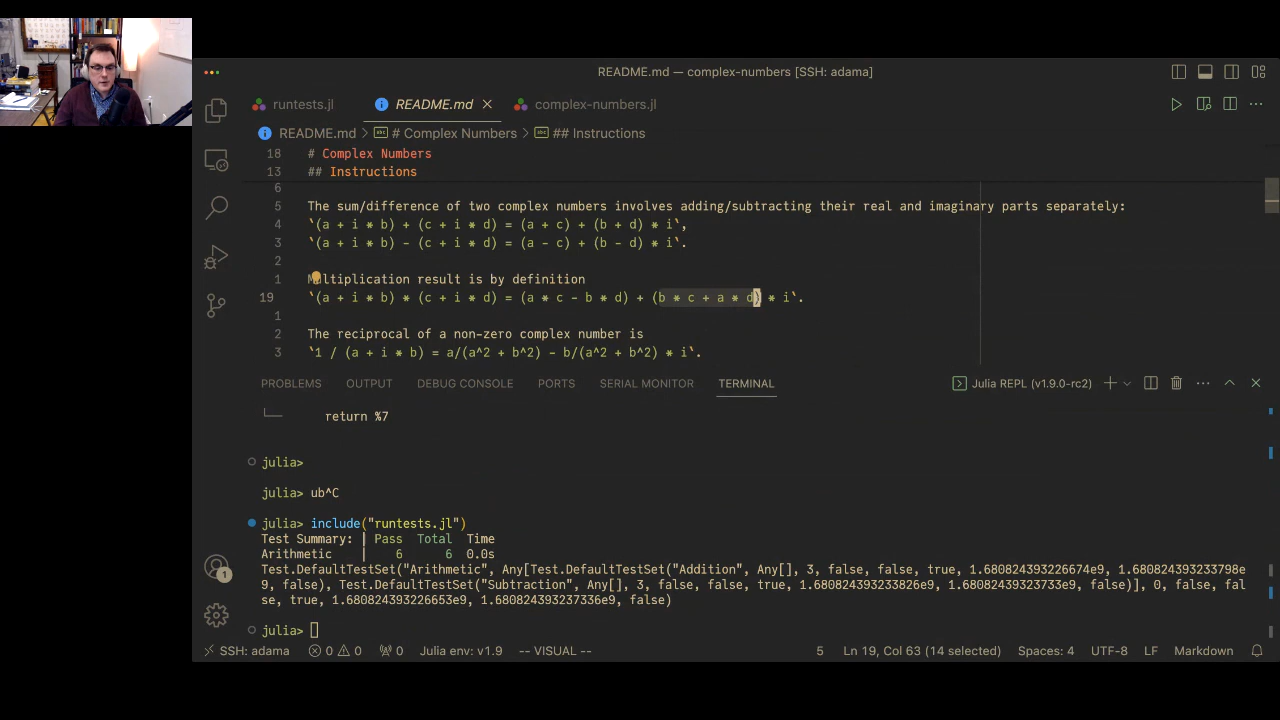 README.md — complex-numbers [SSH: adama]
runtests.jl README.md complex-numbers.jl
README.md > # Complex Numbers > ## Instructions
18 # Complex Numbers
13 ## Instructions
6
5 The sum/difference of two complex numbers involves adding/subtracting their real and imaginary parts separately:
4 `(a + i * b) + (c + i * d) = (a + c) + (b + d) * i`,
3 `(a + i * b) - (c + i * d) = (a - c) + (b - d) * i`.
2
1 Multiplication result is by definition
19 `(a + i * b) * (c + i * d) = (a * c - b * d) + (b * c + a * d) * i`.
1
2 The reciprocal of a non-zero complex number is
3 `1 / (a + i * b) = a/(a^2 + b^2) - b/(a^2 + b^2) * i`.
PROBLEMS OUTPUT DEBUG CONSOLE PORTS SERIAL MONITOR TERMINAL Julia REPL (v1.9.0-rc2)
return %7
julia>
julia> ub^C
julia> include("runtests.jl")
Test Summary: | Pass Total Time
Arithmetic | 6 6 0.0s
Test.DefaultTestSet("Arithmetic", Any[Test.DefaultTestSet("Addition", Any[], 3, false, false, true, 1.680824393226674e9, 1.680824393233798e
9, false), Test.DefaultTestSet("Subtraction", Any[], 3, false, false, true, 1.680824393233826e9, 1.68082439323733e9, false)], 0, false, fal
se, true, 1.680824393226653e9, 1.680824393237336e9, false)
julia>
1
SSH: adama 0 0 0 Julia env: v1.9 -- VISUAL -- 5 Ln 19, Col 63 (14 selected) Spaces: 4 UTF-8 LF Markdown